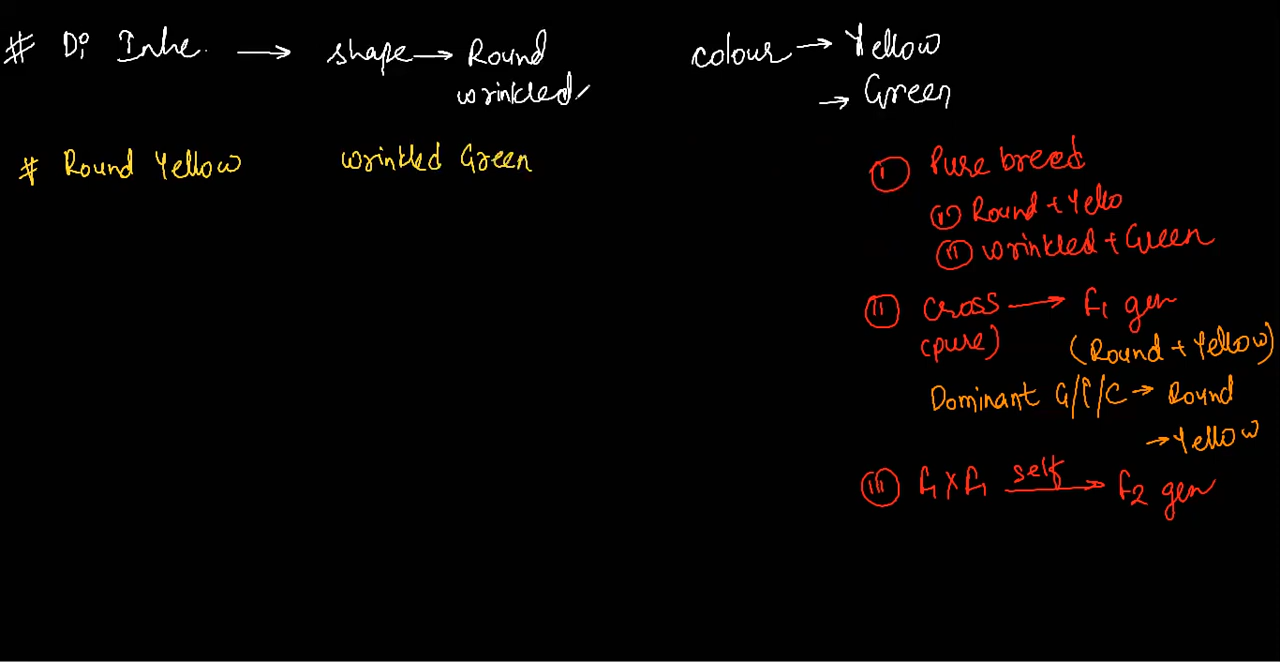 # Di Inhe. → shape → Round colour → Yellow
wrinkled → Green
# Round Yellow wrinkled Green
(I) Pure breed
(i) Round + Yello
(ii) wrinkled + Green
(II) cross → F1 gen
(pure) (Round + Yellow)
Dominant G/P/C → Round
→ Yellow
(III) F1 X F1 self → F2 gen